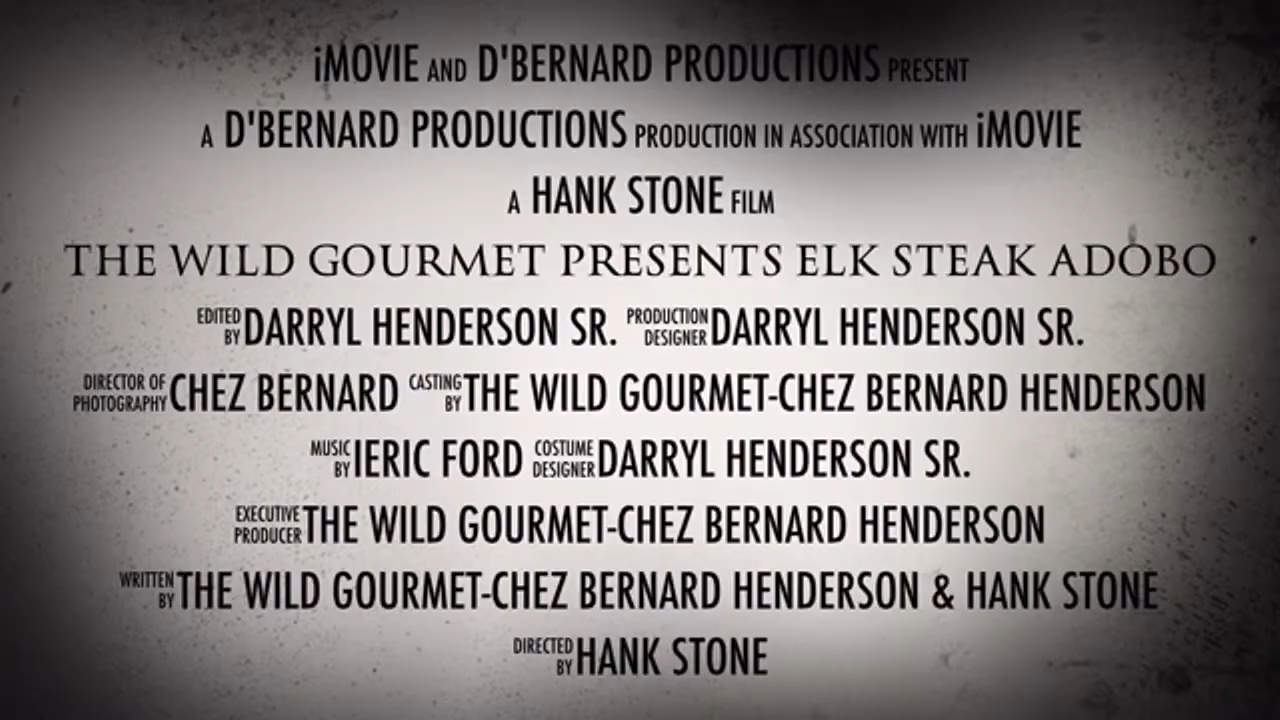 iMOVIE AND D'BERNARD PRODUCTIONS PRESENT
A D'BERNARD PRODUCTIONS PRODUCTION IN ASSOCIATION WITH iMOVIE
A HANK STONE FILM
THE WILD GOURMET PRESENTS ELK STEAK ADOBO
EDITED BY DARRYL HENDERSON SR. PRODUCTION DESIGNER DARRYL HENDERSON SR.
DIRECTOR OF PHOTOGRAPHY CHEZ BERNARD CASTING BY THE WILD GOURMET-CHEZ BERNARD HENDERSON
MUSIC BY IERIC FORD COSTUME DESIGNER DARRYL HENDERSON SR.
EXECUTIVE PRODUCER THE WILD GOURMET-CHEZ BERNARD HENDERSON
WRITTEN BY THE WILD GOURMET-CHEZ BERNARD HENDERSON & HANK STONE
DIRECTED BY HANK STONE